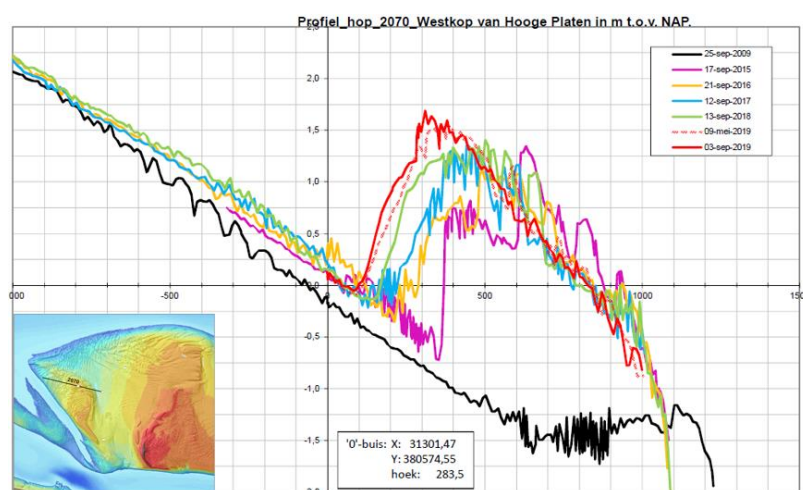 Profiel_hop_2070_Westkop van Hooge Platen in m t.o.v. NAP.
2,5
2,0
1,5
1,0
0,5
0,0
-0,5
-1,0
-1,5
-2,0
000
-500
0
500
1000
150
25-sep-2009
17-sep-2015
21-sep-2016
12-sep-2017
13-sep-2018
09-mei-2019
03-sep-2019
2070
'0'-buis: X: 31301,47
Y: 380574,55
hoek: 283,5